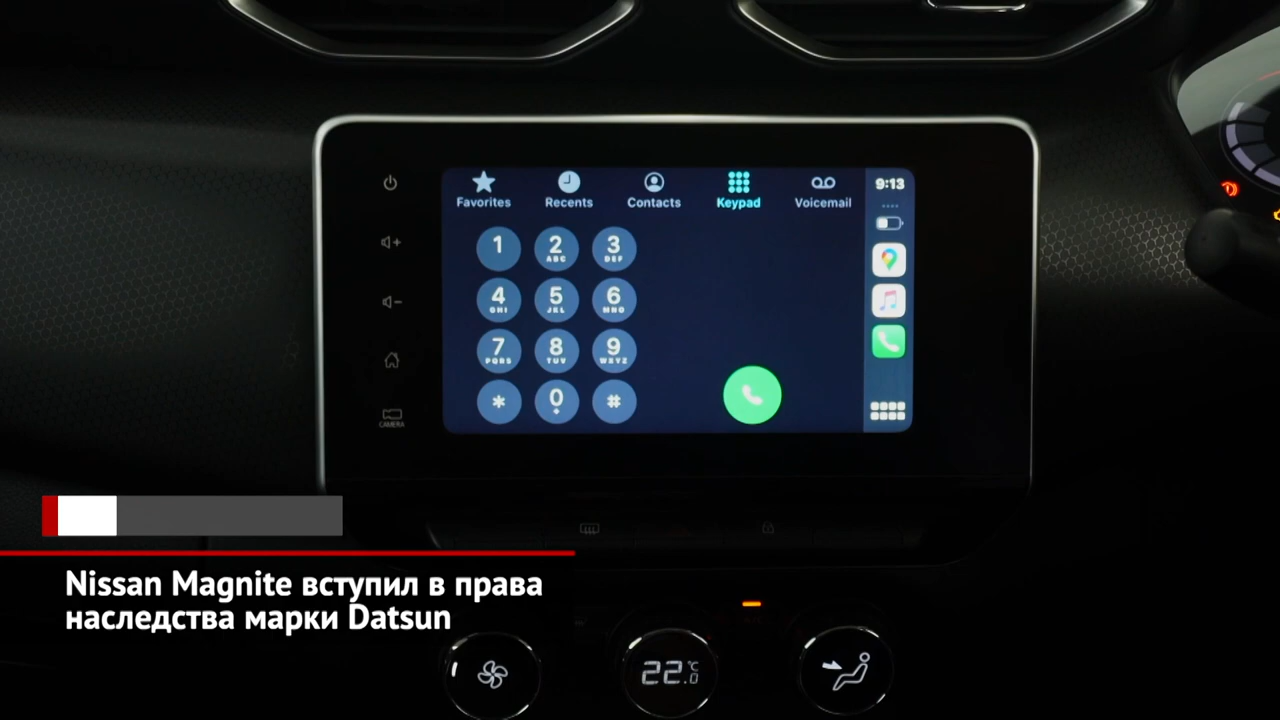 Favorites Recents Contacts Keypad Voicemail
9:13
1 2 ABC 3 DEF
4 GHI 5 JKL 6 MNO
7 PQRS 8 TUV 9 WXYZ
* 0 + #
CAMERA
Nissan Magnite вступил в права
наследства марки Datsun
22.0 °C